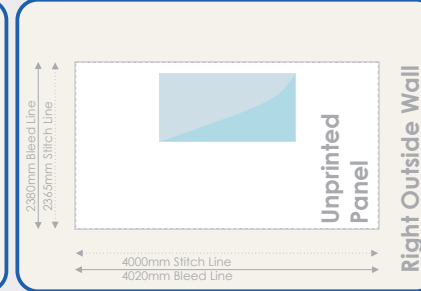 2380mm Bleed Line
2365mm Stitch Line
Unprinted
Panel
Right Outside Wall
4000mm Stitch Line
4020mm Bleed Line